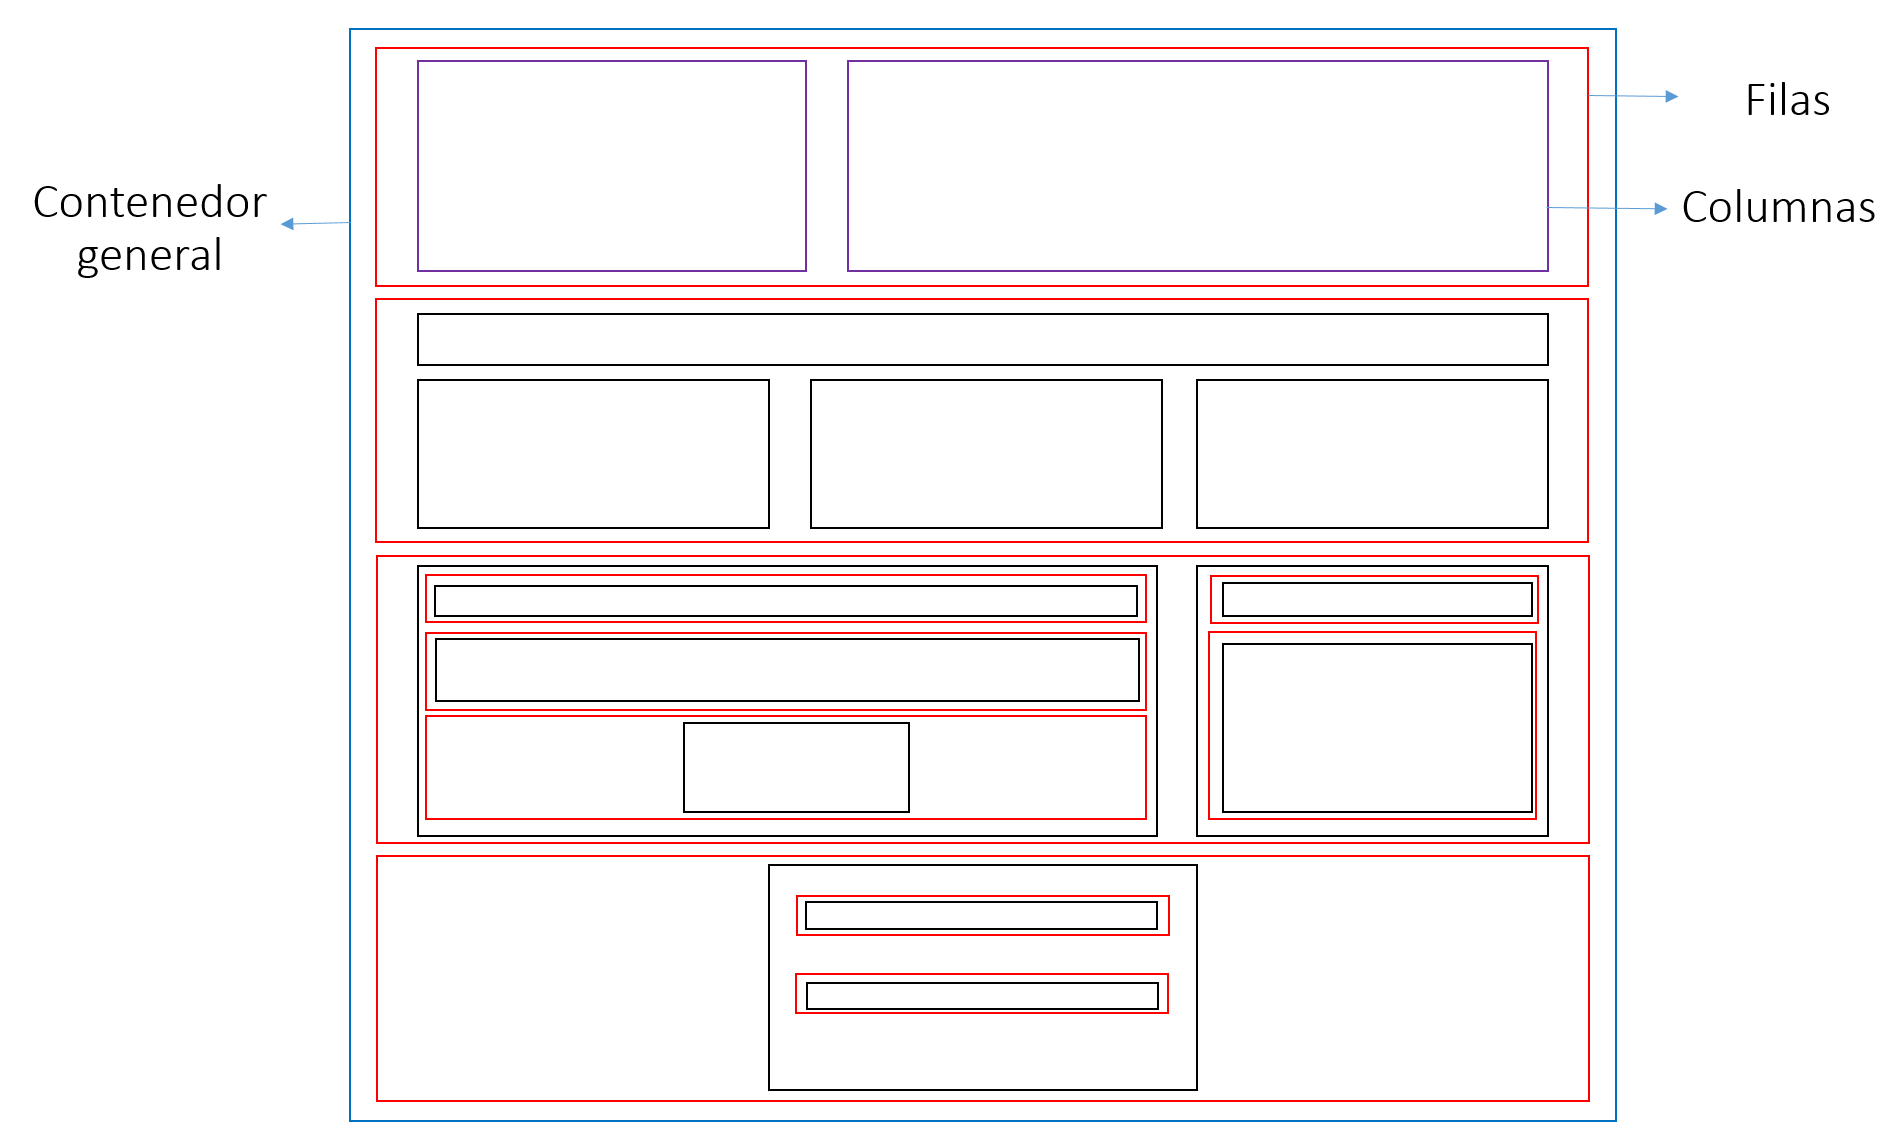 Filas
Contenedor
general
Columnas